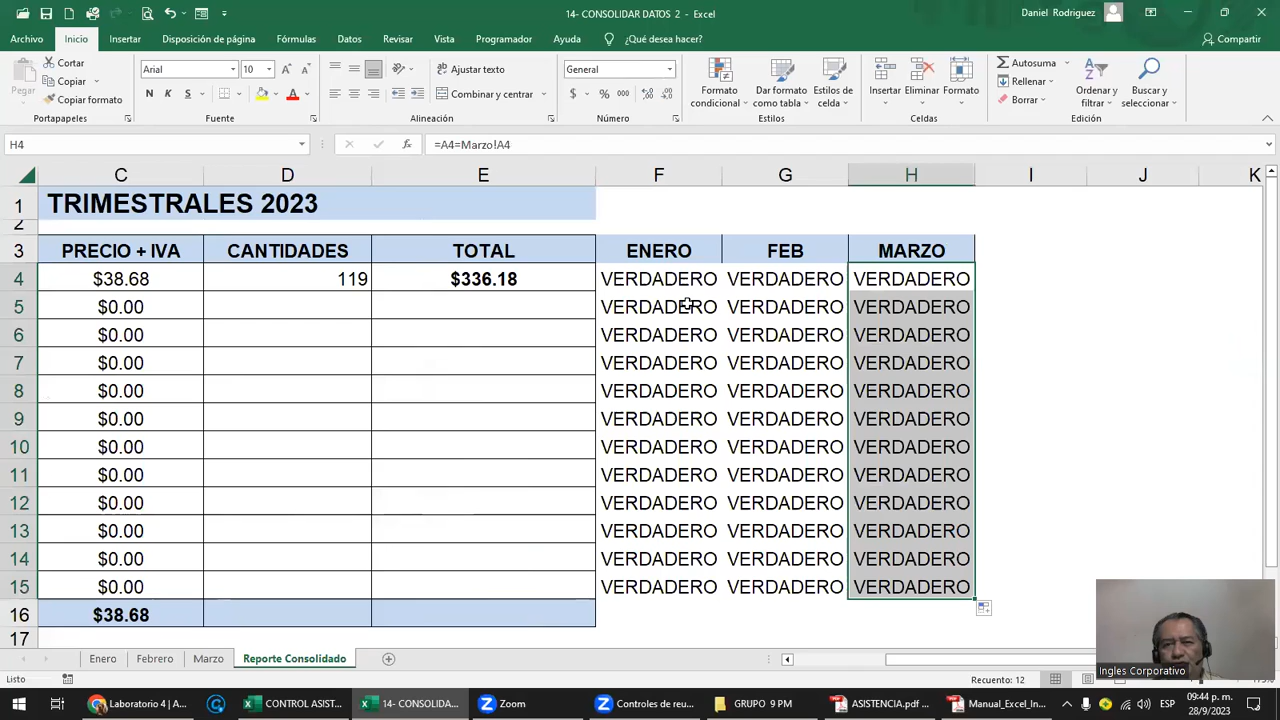 14- CONSOLIDAR DATOS 2 - Excel
Daniel Rodriguez
Archivo Inicio Insertar Disposición de página Fórmulas Datos Revisar Vista Programador Ayuda ¿Qué desea hacer? Compartir
Pegar
Cortar
Copiar
Copiar formato
Portapapeles
Arial 10
N K S
Fuente
Ajustar texto
Combinar y centrar
Alineación
General
$ % 000
Número
Formato condicional
Dar formato como tabla
Estilos de celda
Estilos
Insertar Eliminar Formato
Celdas
Autosuma
Rellenar
Borrar
Ordenar y filtrar
Buscar y seleccionar
Edición
H4 fx =A4=Marzo!A4
C D E F G H I J K
1 TRIMESTRALES 2023
2
3 PRECIO + IVA CANTIDADES TOTAL ENERO FEB MARZO
4 $38.68 119 $336.18 VERDADERO VERDADERO VERDADERO
5 $0.00 VERDADERO VERDADERO VERDADERO
6 $0.00 VERDADERO VERDADERO VERDADERO
7 $0.00 VERDADERO VERDADERO VERDADERO
8 $0.00 VERDADERO VERDADERO VERDADERO
9 $0.00 VERDADERO VERDADERO VERDADERO
10 $0.00 VERDADERO VERDADERO VERDADERO
11 $0.00 VERDADERO VERDADERO VERDADERO
12 $0.00 VERDADERO VERDADERO VERDADERO
13 $0.00 VERDADERO VERDADERO VERDADERO
14 $0.00 VERDADERO VERDADERO VERDADERO
15 $0.00 VERDADERO VERDADERO VERDADERO
16 $38.68
17
Ingles Corporativo
Enero Febrero Marzo Reporte Consolidado
Listo Recuento: 12
Laboratorio 4 | A... CONTROL ASIST... 14- CONSOLIDA... Zoom Controles de reu... GRUPO 9 PM ASISTENCIA.pdf ... Manual_Excel_In... ESP 09:44 p. m.
28/9/2023